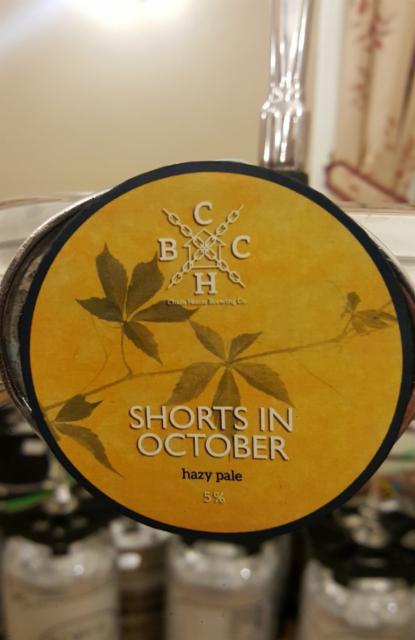 C
B C
H
Chain House Brewing Co.
SHORTS IN
OCTOBER
hazy pale
5%